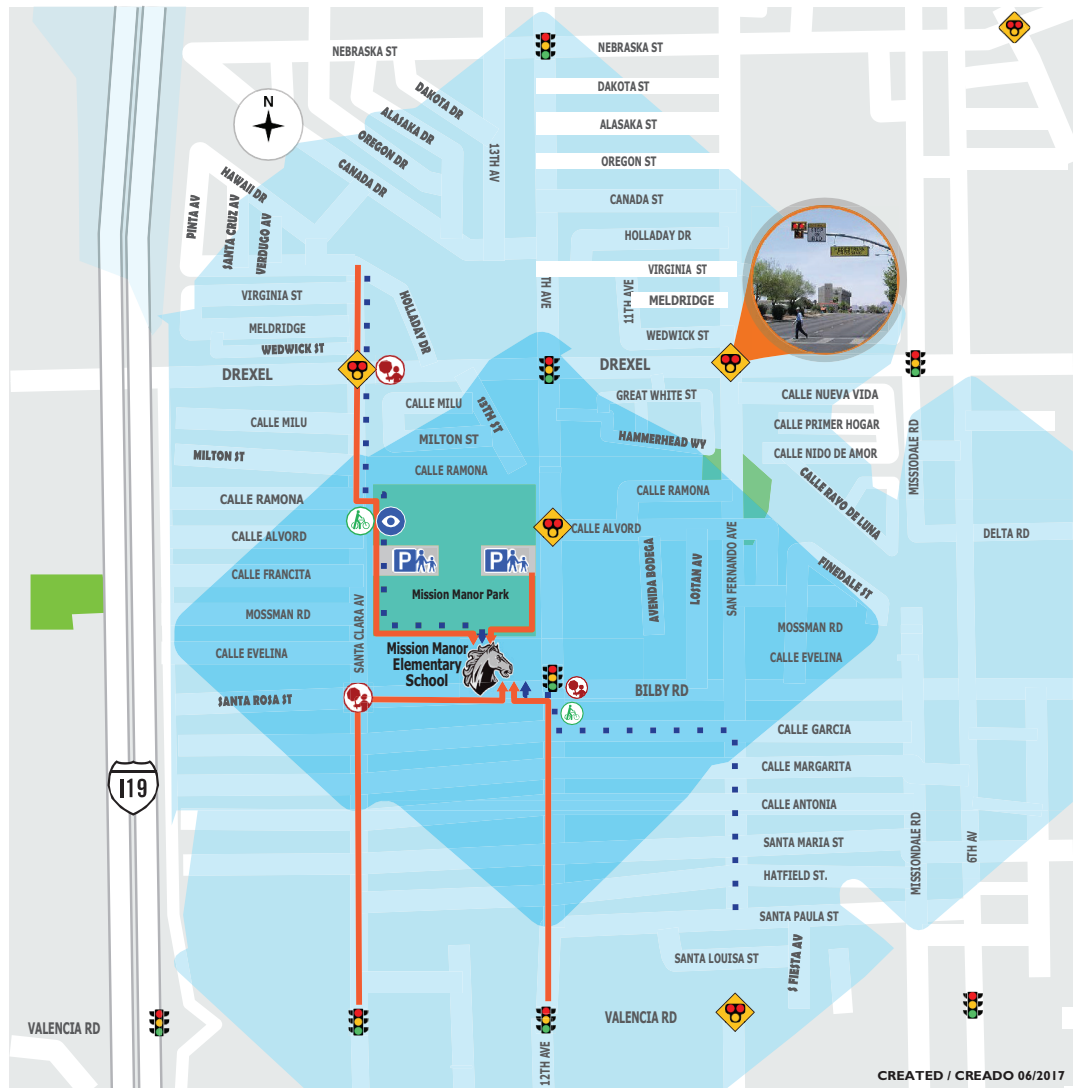 NEBRASKA ST
NEBRASKA ST
DAKOTA DR
DAKOTA ST
ALASAKA DR
ALASAKA ST
N
OREGON DR
OREGON ST
13TH AV
CANADA DR
CANADA ST
HAWAII DR
PINTA AV
SANTA CRUZ AV
VERDUGO AV
HOLLADAY DR
VIRGINIA ST
VIRGINIA ST
TH AVE
11TH AVE
MELDRIDGE
MELDRIDGE
HOLLADAY DR
WEDWICK ST
WEDWICK ST
DREXEL
DREXEL
CALLE MILU
13TH ST
GREAT WHITE ST
CALLE NUEVA VIDA
CALLE MILU
CALLE PRIMER HOGAR
MILTON ST
MILTON ST
HAMMERHEAD WY
CALLE NIDO DE AMOR
MISSIODALE RD
CALLE RAMONA
CALLE RAMONA
CALLE RAMONA
CALLE RAYO DE LUNA
CALLE ALVORD
CALLE ALVORD
DELTA RD
P
P
CALLE FRANCITA
AVENIDA BODEGA
LOSTAN AV
SAN FERNANDO AVE
FINEDALE ST
Mission Manor Park
MOSSMAN RD
MOSSMAN RD
SANTA CLARA AV
CALLE EVELINA
CALLE EVELINA
Mission Manor
Elementary
School
BILBY RD
SANTA ROSA ST
CALLE GARCIA
CALLE MARGARITA
I19
CALLE ANTONIA
SANTA MARIA ST
MISSIONDALE RD
6TH AV
HATFIELD ST.
SANTA PAULA ST
SANTA LOUISA ST
S FIESTA AV
VALENCIA RD
VALENCIA RD
12TH AVE
CREATED / CREADO 06/2017